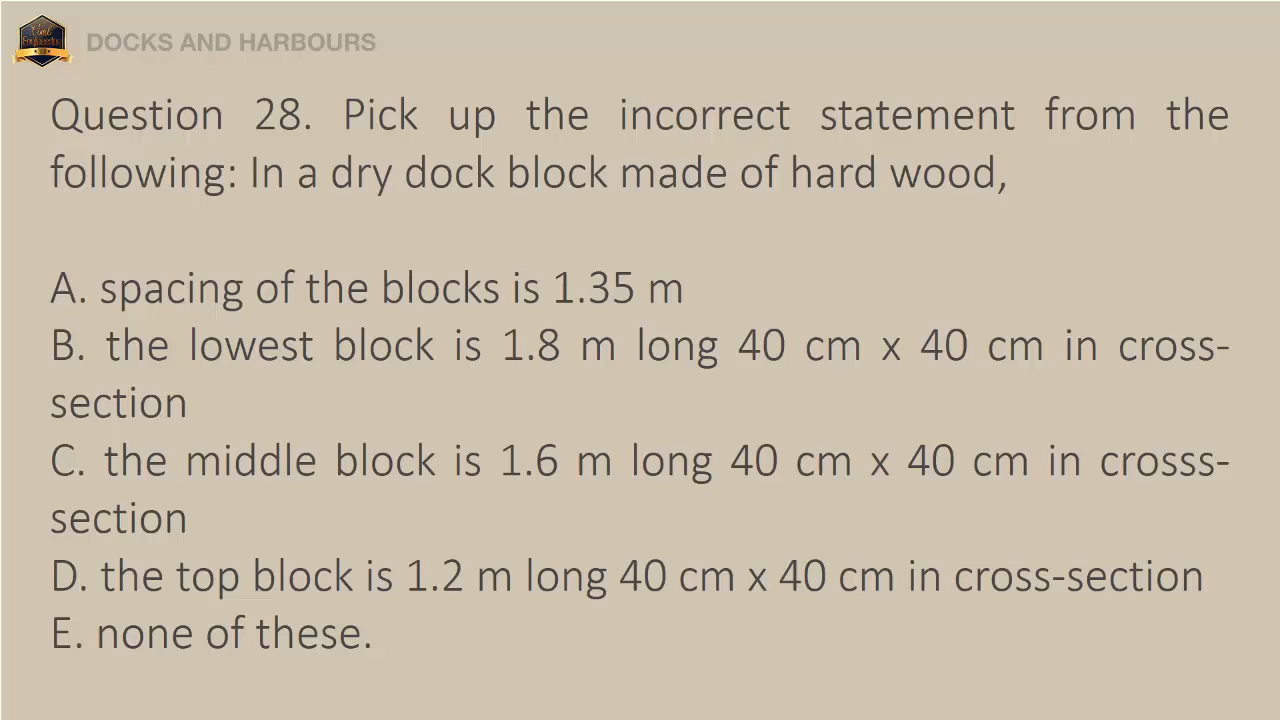 Civil
Engineering
DOCKS AND HARBOURS
Question 28. Pick up the incorrect statement from the
following: In a dry dock block made of hard wood,
A. spacing of the blocks is 1.35 m
B. the lowest block is 1.8 m long 40 cm x 40 cm in cross-
section
C. the middle block is 1.6 m long 40 cm x 40 cm in crosss-
section
D. the top block is 1.2 m long 40 cm x 40 cm in cross-section
E. none of these.